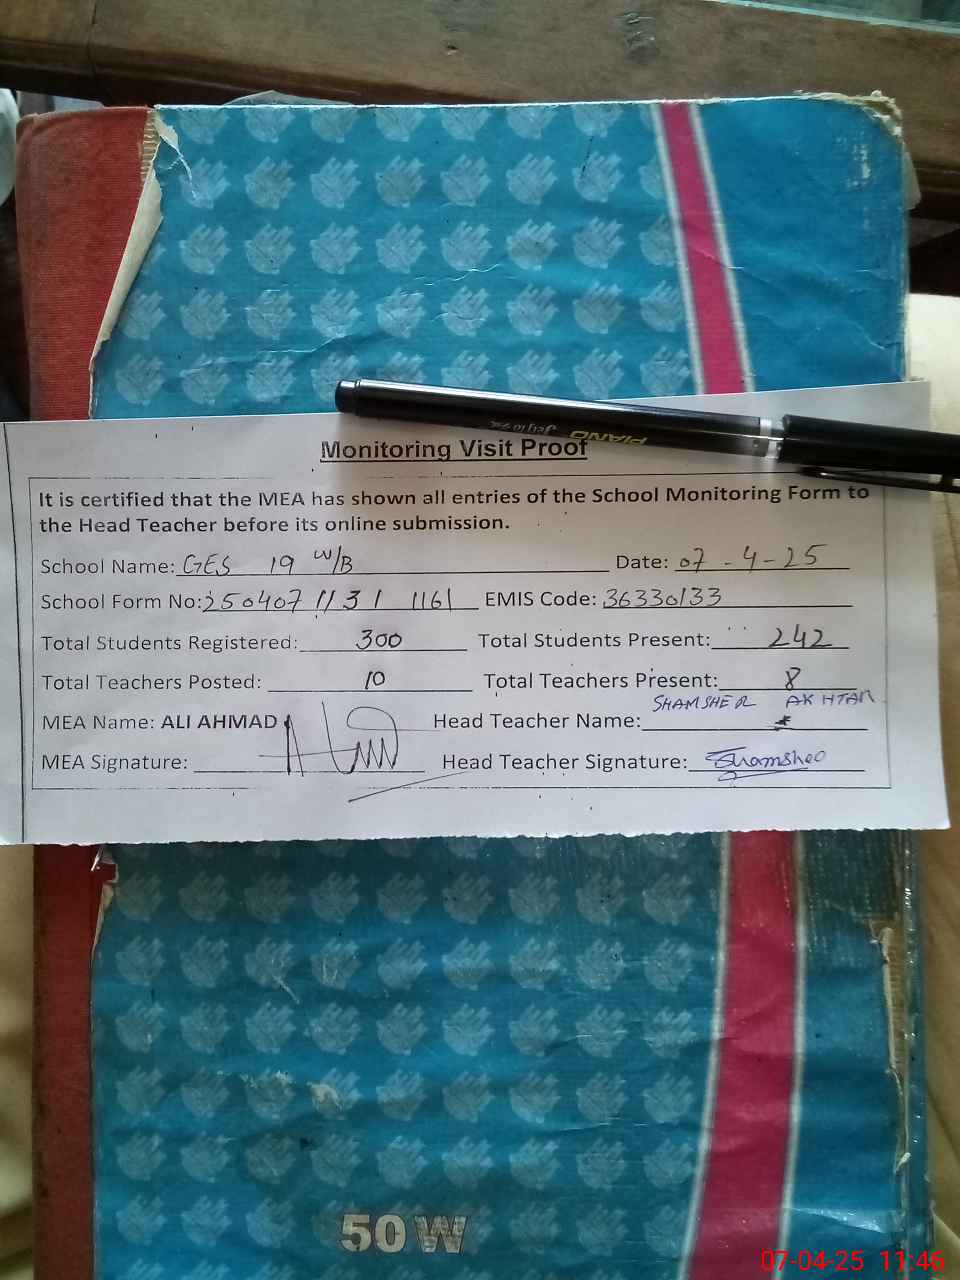 PIANO
Monitoring Visit Proof
It is certified that the MEA has shown all entries of the School Monitoring Form to
the Head Teacher before its online submission.
School Name: GES 19 W/B Date: 07-4-25
School Form No: 250407 1131 1161 EMIS Code: 36330133
Total Students Registered: 300 Total Students Present: 242
Total Teachers Posted: 10 Total Teachers Present: 8
MEA Name: ALI AHMAD Head Teacher Name: SHAMSHER AKHTAR
MEA Signature: Head Teacher Signature: Shamsher
50W
07-04-25 11:46